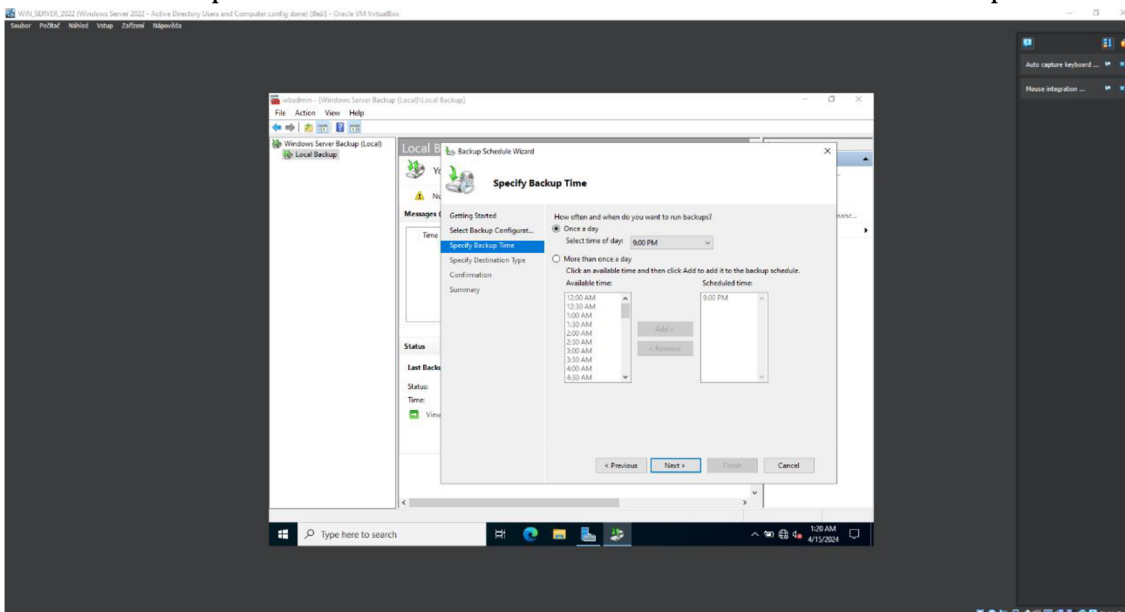 WIN_SERVER_2022 (Windows Server 2022 - Active Directory Users and Computer config done) [Běží] - Oracle VM VirtualBox
Soubor Počítač Náhled Vstup Zařízení Nápověda
Auto capture keyboard ...
Mouse integration ...
wbadmin - [Windows Server Backup (Local)\Local Backup]
File Action View Help
Windows Server Backup (Local)
Local Backup
Local B
Yo
No
Messages (
Time
Status
Last Backu
Status:
Time:
View
Backup Schedule Wizard
Specify Backup Time
Getting Started
Select Backup Configurat...
Specify Backup Time
Specify Destination Type
Confirmation
Summary
How often and when do you want to run backups?
Once a day
Select time of day: 9:00 PM
More than once a day
Click an available time and then click Add to add it to the backup schedule.
Available time: Scheduled time:
12:00 AM 9:00 PM
12:30 AM
1:00 AM
1:30 AM
2:00 AM
2:30 AM
3:00 AM
3:30 AM
4:00 AM
4:30 AM
Add >
< Remove
< Previous Next > Finish Cancel
Type here to search
1:20 AM
4/15/2024